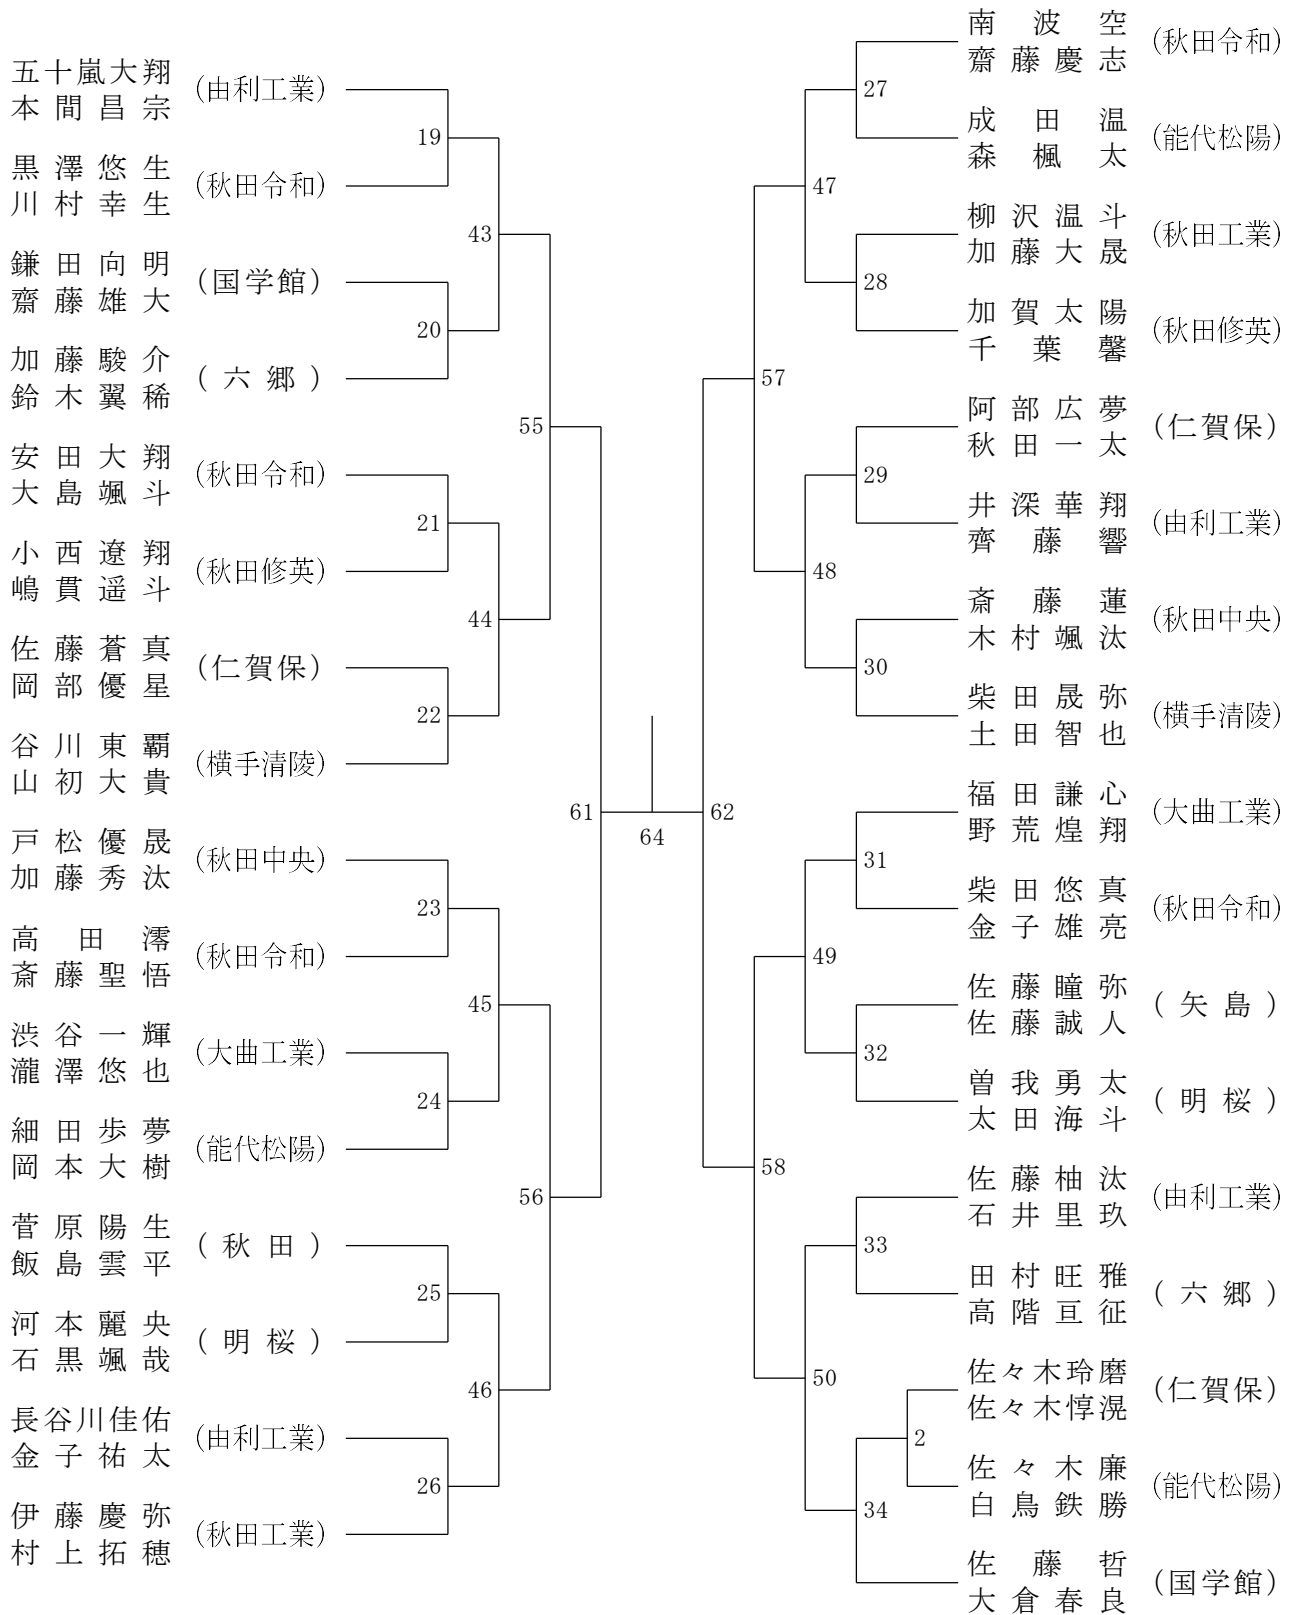 五十嵐大翔
本間昌宗
(由利工業)
19
黒澤悠生
川村幸生
(秋田令和)
43
鎌田向明
齋藤雄大
(国学館)
20
加藤駿介
鈴木翼稀
(六郷)
55
安田大翔
大島颯斗
(秋田令和)
21
小西遼翔
嶋貫遥斗
(秋田修英)
44
佐藤蒼真
岡部優星
(仁賀保)
22
谷川東覇
山初大貴
(横手清陵)
61
戸松優晟
加藤秀汰
(秋田中央)
23
高田澪
斎藤聖悟
(秋田令和)
45
渋谷一輝
瀧澤悠也
(大曲工業)
24
細田歩夢
岡本大樹
(能代松陽)
56
菅原陽生
飯島雲平
(秋田)
25
河本麗央
石黒颯哉
(明桜)
46
長谷川佳佑
金子祐太
(由利工業)
26
伊藤慶弥
村上拓穂
(秋田工業)
64
南波空
齋藤慶志
(秋田令和)
27
成田温
森楓太
(能代松陽)
47
柳沢温斗
加藤大晟
(秋田工業)
28
加賀太陽
千葉馨
(秋田修英)
57
阿部広夢
秋田一太
(仁賀保)
29
井深華翔
齊藤響
(由利工業)
48
斎藤蓮
木村颯汰
(秋田中央)
30
柴田晟弥
土田智也
(横手清陵)
62
福田謙心
野荒煌翔
(大曲工業)
31
柴田悠真
金子雄亮
(秋田令和)
49
佐藤瞳弥
佐藤誠人
(矢島)
32
曽我勇太
太田海斗
(明桜)
58
佐藤柚汰
石井里玖
(由利工業)
33
田村旺雅
高階亘征
(六郷)
50
佐々木玲磨
佐々木惇滉
(仁賀保)
2
佐々木廉
白鳥鉄勝
(能代松陽)
34
佐藤哲
大倉春良
(国学館)